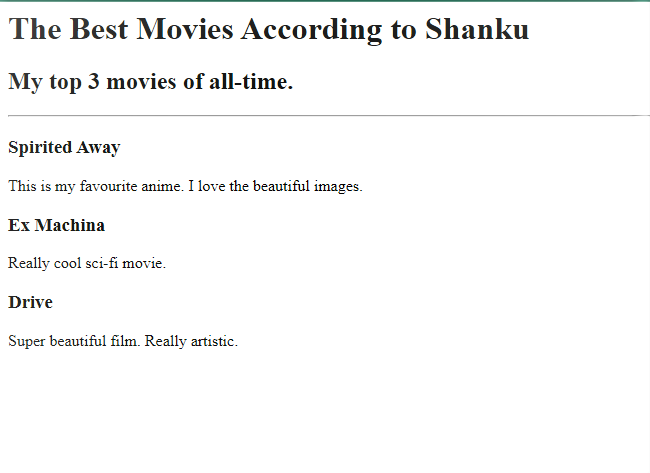 The Best Movies According to Shanku
My top 3 movies of all-time.
Spirited Away
This is my favourite anime. I love the beautiful images.
Ex Machina
Really cool sci-fi movie.
Drive
Super beautiful film. Really artistic.